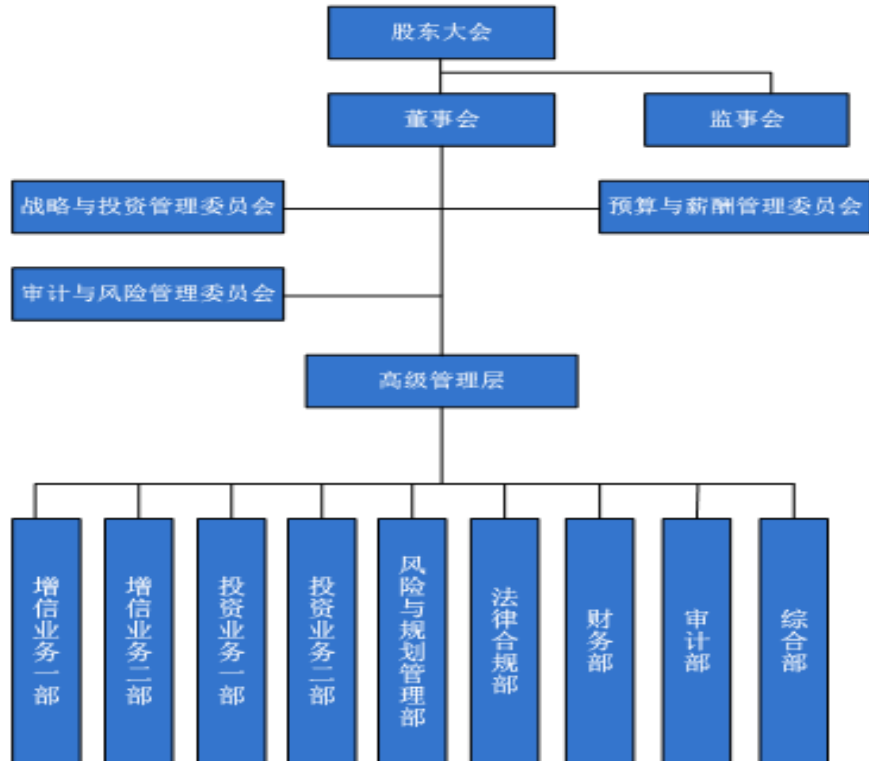 股东大会
董事会
监事会
战略与投资管理委员会
预算与薪酬管理委员会
审计与风险管理委员会
高级管理层
增信业务一部
增信业务二部
投资业务一部
投资业务二部
风险与规划管理部
法律合规部
财务部
审计部
综合部